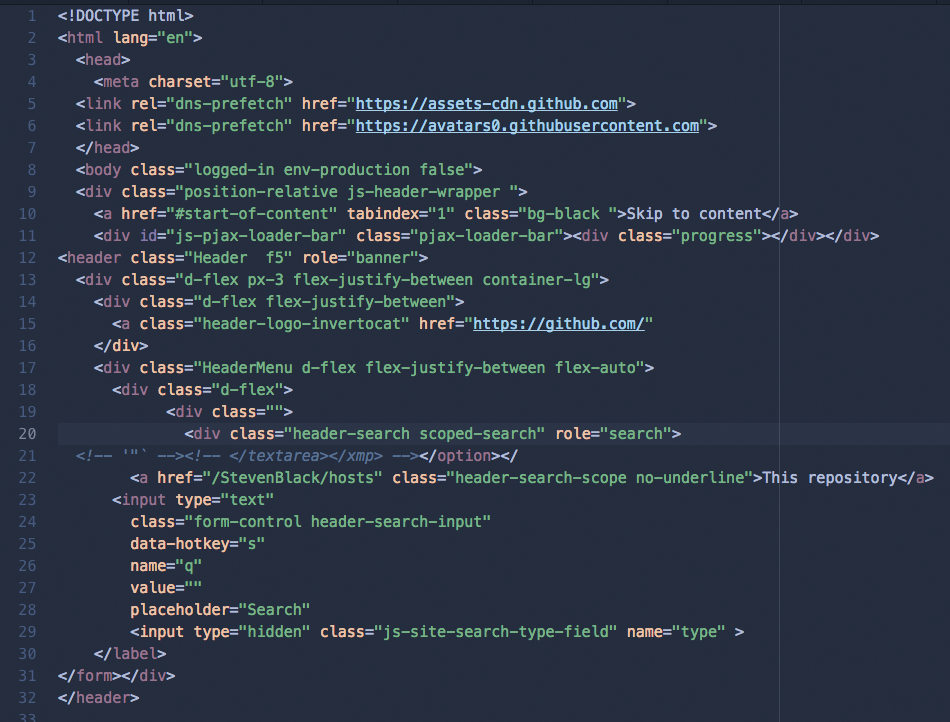 1 <!DOCTYPE html>
2 <html lang="en">
3   <head>
4     <meta charset="utf-8">
5   <link rel="dns-prefetch" href="https://assets-cdn.github.com">
6   <link rel="dns-prefetch" href="https://avatars0.githubusercontent.com">
7   </head>
8   <body class="logged-in env-production false">
9   <div class="position-relative js-header-wrapper ">
10     <a href="#start-of-content" tabindex="1" class="bg-black ">Skip to content</a>
11     <div id="js-pjax-loader-bar" class="pjax-loader-bar"><div class="progress"></div></div>
12 <header class="Header  f5" role="banner">
13   <div class="d-flex px-3 flex-justify-between container-lg">
14     <div class="d-flex flex-justify-between">
15       <a class="header-logo-invertocat" href="https://github.com/"
16     </div>
17     <div class="HeaderMenu d-flex flex-justify-between flex-auto">
18       <div class="d-flex">
19             <div class="">
20               <div class="header-search scoped-search" role="search">
21   <!-- '"` --><!-- </textarea></xmp> --></option></
22         <a href="/StevenBlack/hosts" class="header-search-scope no-underline">This repository</a>
23       <input type="text"
24         class="form-control header-search-input"
25         data-hotkey="s"
26         name="q"
27         value=""
28         placeholder="Search"
29         <input type="hidden" class="js-site-search-type-field" name="type" >
30     </label>
31 </form></div>
32 </header>
33